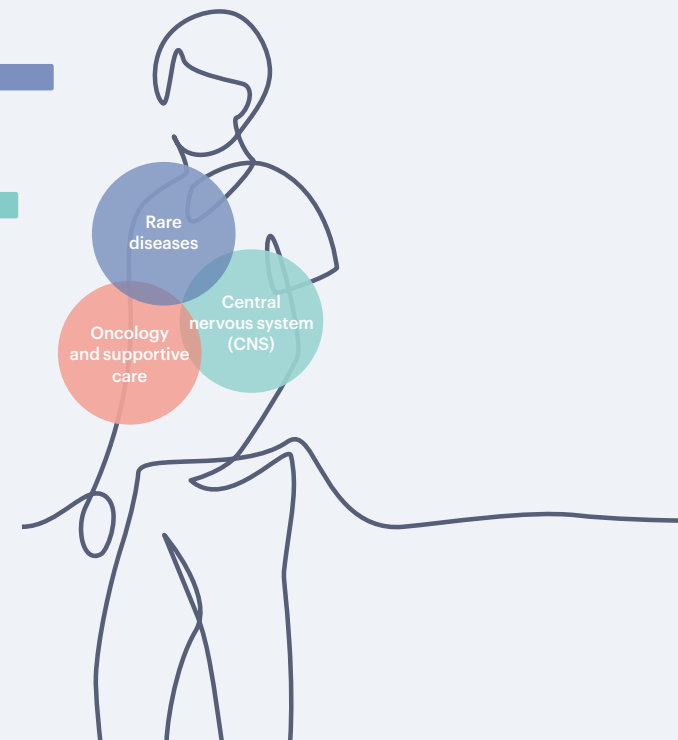 Rare
diseases
Central
nervous system
(CNS)
Oncology
and supportive
care